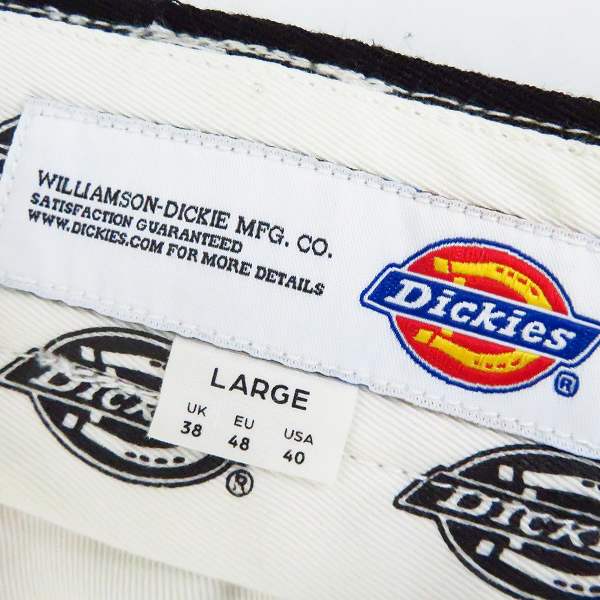 WILLIAMSON-DICKIE MFG. CO.
SATISFACTION GUARANTEED
WWW.DICKIES.COM FOR MORE DETAILS
Dickies
®
LARGE
UK EU USA
38 48 40
®
Dick